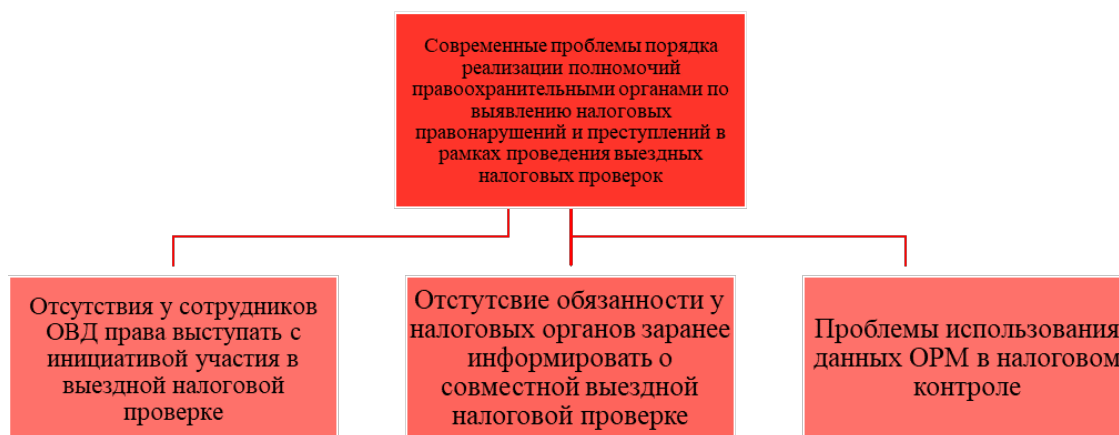 Современные проблемы порядка
реализации полномочий
правоохранительными органами по
выявлению налоговых
правонарушений и преступлений в
рамках проведения выездных
налоговых проверок
Отсутствия у сотрудников
ОВД права выступать с
инициативой участия в
выездной налоговой
проверке
Отстутсвие обязанности у
налоговых органов заранее
информировать о
совместной выездной
налоговой проверке
Проблемы использования
данных ОРМ в налоговом
контроле